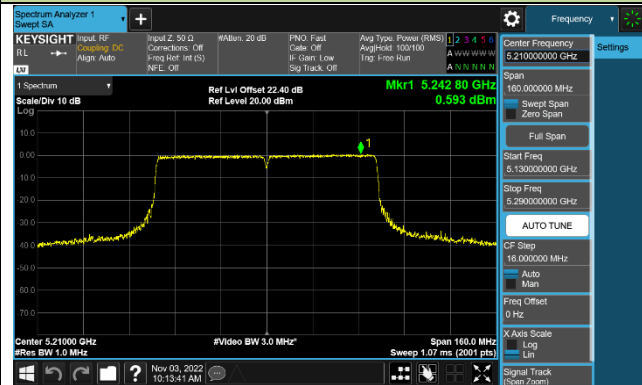 Spectrum Analyzer 1
Swept SA
+
Frequency
KEYSIGHT
RL
Input: RF
Coupling: DC
Align: Auto
Input Z: 50 Ω
Corrections: Off
Freq Ref: Int (S)
NFE: Off
#Atten: 20 dB
PNO: Fast
Gate: Off
IF Gain: Low
Sig Track: Off
Avg Type: Power (RMS)
Avg|Hold: 100/100
Trig: Free Run
1 2 3 4 5 6
A W W W W W
A N N N N N
1 Spectrum
Scale/Div 10 dB
Log
Ref Lvl Offset 22.40 dB
Ref Level 20.00 dBm
Mkr1 5.242 80 GHz
0.593 dBm
1
10.0
0.00
-10.0
-20.0
-30.0
-40.0
-50.0
-60.0
-70.0
Center 5.21000 GHz
#Res BW 1.0 MHz
#Video BW 3.0 MHz*
Span 160.0 MHz
Sweep 1.07 ms (2001 pts)
Nov 03, 2022
10:13:41 AM
?
Center Frequency
5.210000000 GHz
Span
160.000000 MHz
Swept Span
Zero Span
Full Span
Start Freq
5.130000000 GHz
Stop Freq
5.290000000 GHz
AUTO TUNE
CF Step
16.000000 MHz
Auto
Man
Freq Offset
0 Hz
X Axis Scale
Log
Lin
Signal Track
(Span Zoom)
Settings